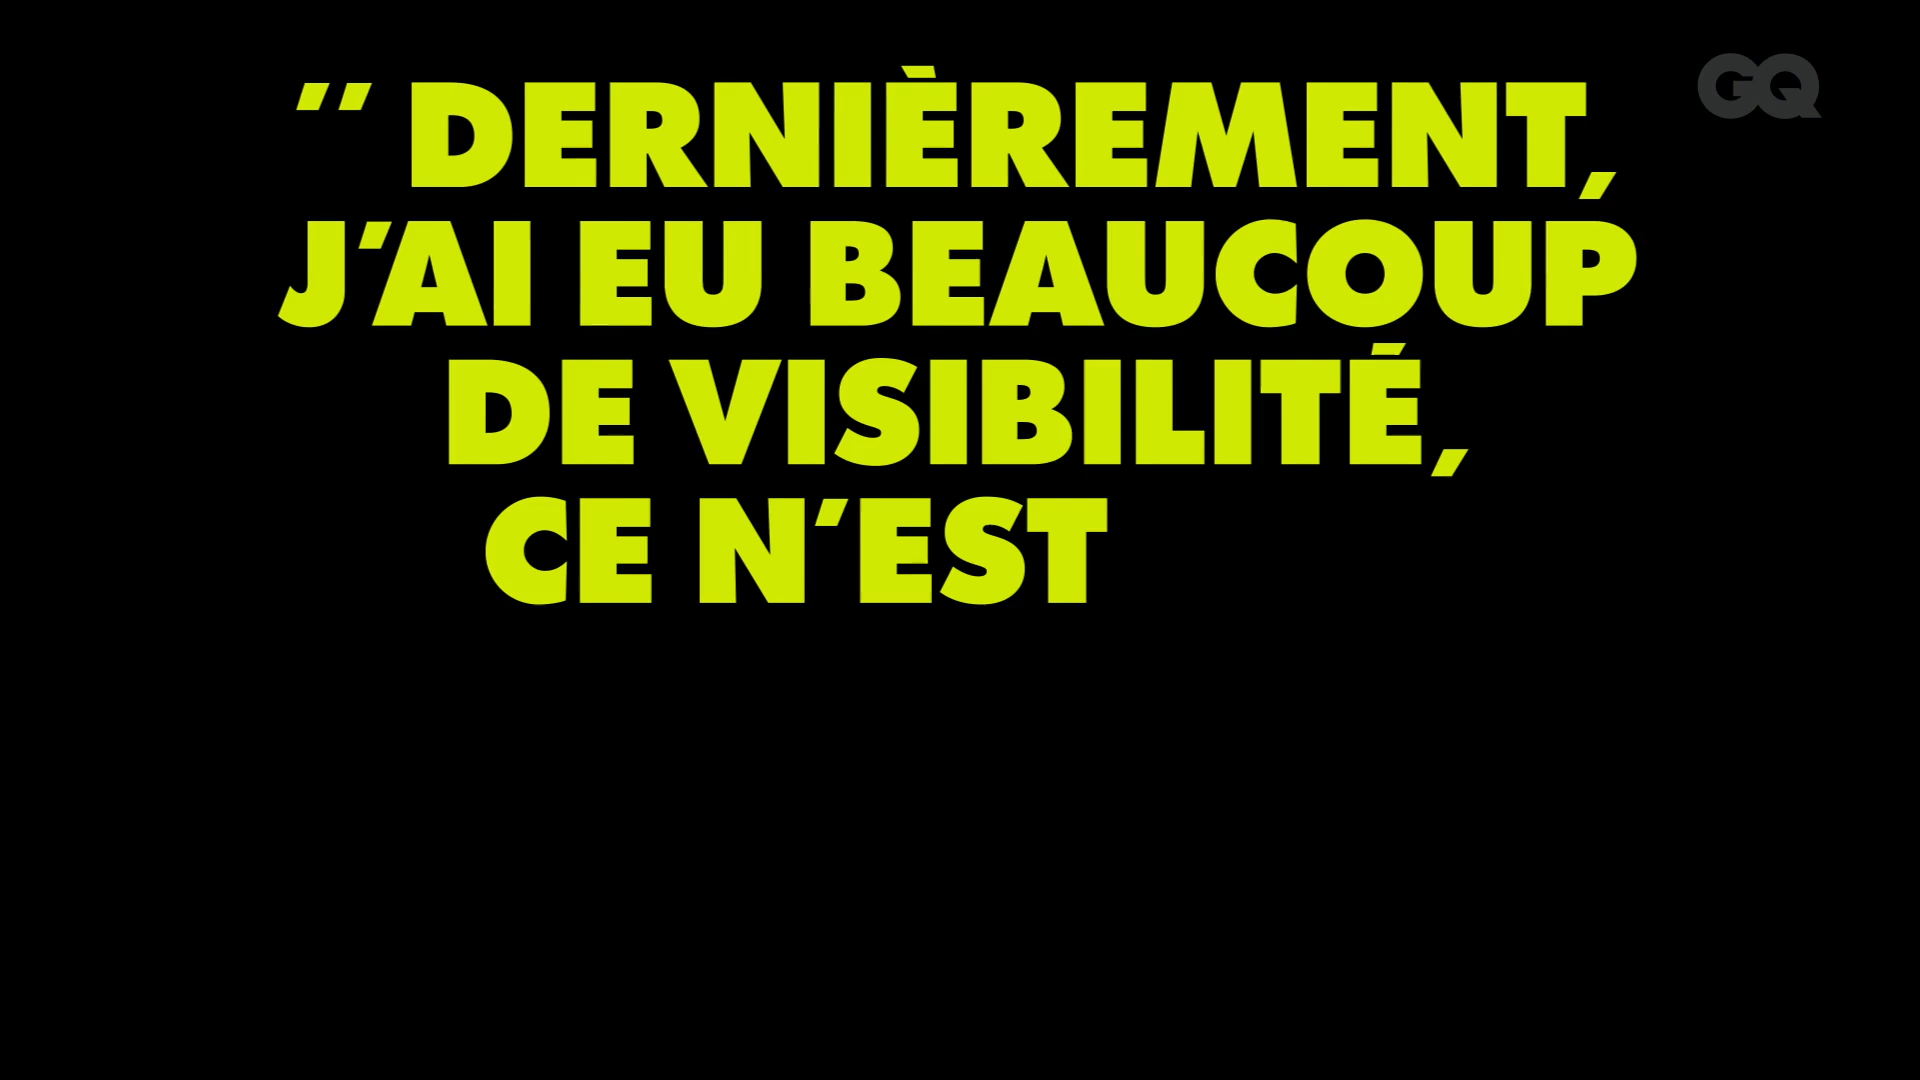 ’’ DERNIÈREMENT,
J’AI EU BEAUCOUP
DE VISIBILITÉ,
CE N’EST
GQ